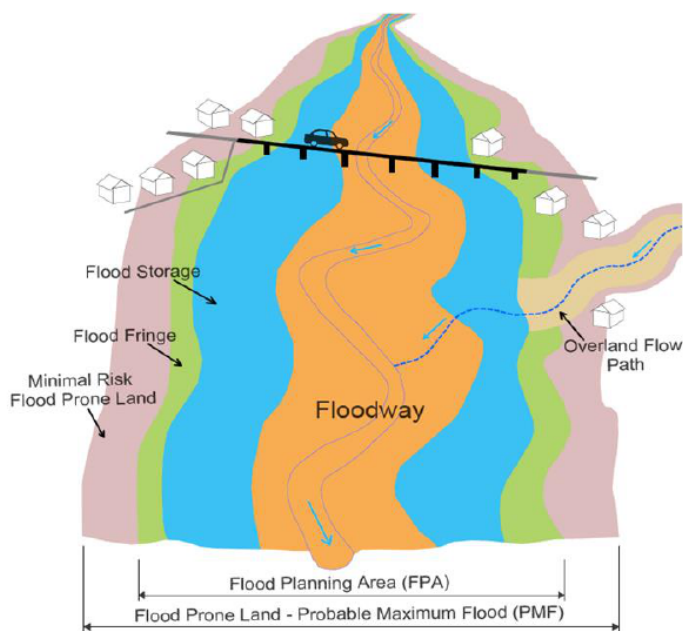 Flood Storage
Flood Fringe
Minimal Risk
Flood Prone Land
Overland Flow
Path
Floodway
Flood Planning Area (FPA)
Flood Prone Land - Probable Maximum Flood (PMF)